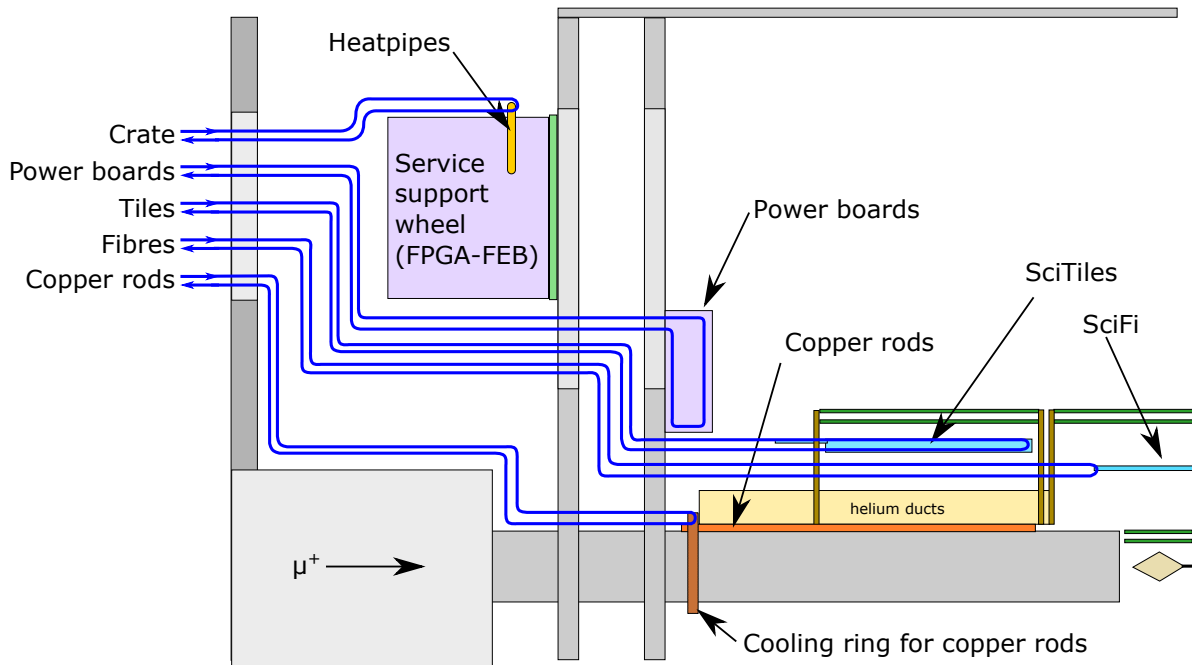 Heatpipes
Crate
Power boards
Tiles
Fibres
Copper rods
Service
support
wheel
(FPGA-FEB)
Power boards
SciTiles
SciFi
Copper rods
helium ducts
μ⁺
Cooling ring for copper rods